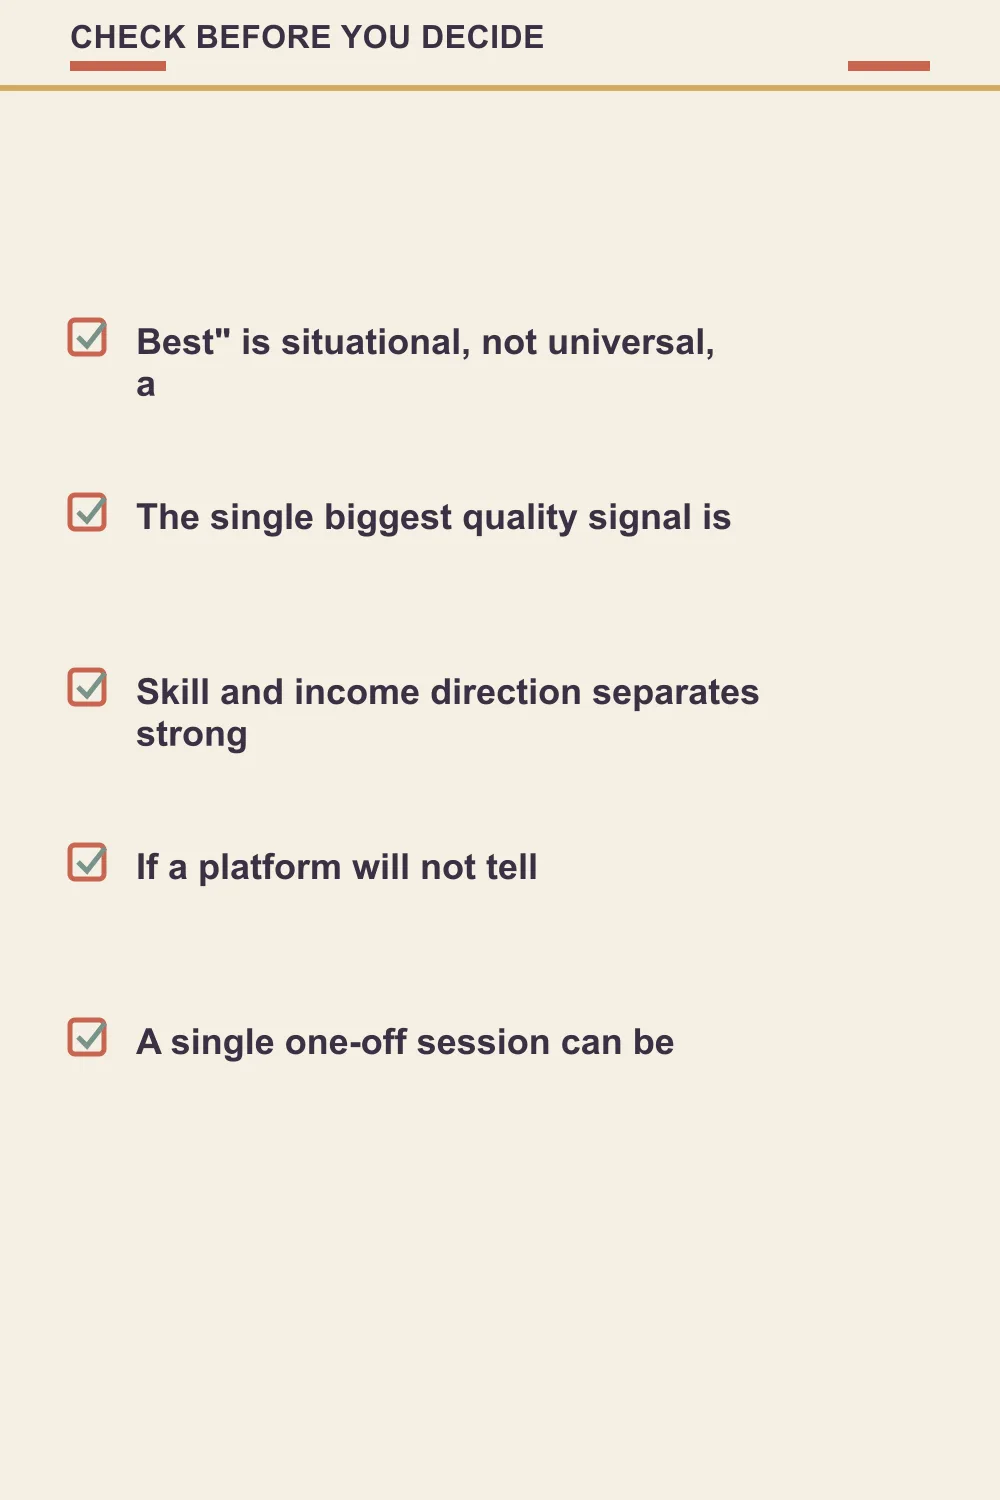 CHECK BEFORE YOU DECIDE
Best" is situational, not universal,
a
The single biggest quality signal is
Skill and income direction separates
strong
If a platform will not tell
A single one-off session can be